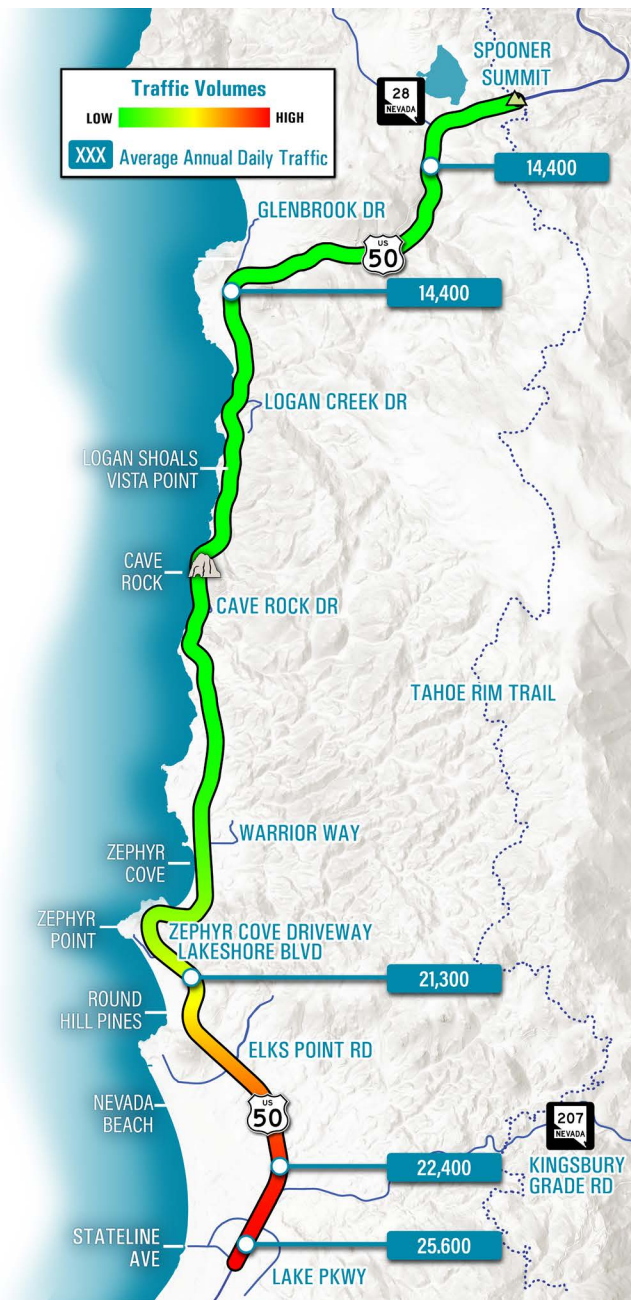 SPOONER
SUMMIT
Traffic Volumes
LOW
HIGH
XXX Average Annual Daily Traffic
28
NEVADA
14,400
GLENBROOK DR
US
50
14,400
LOGAN CREEK DR
LOGAN SHOALS
VISTA POINT
CAVE
ROCK
CAVE ROCK DR
TAHOE RIM TRAIL
WARRIOR WAY
ZEPHYR
COVE
ZEPHYR
POINT
ZEPHYR COVE DRIVEWAY
LAKESHORE BLVD
21,300
ROUND
HILL PINES
ELKS POINT RD
NEVADA
BEACH
US
50
207
NEVADA
22,400
KINGSBURY
GRADE RD
STATELINE
AVE
25.600
LAKE PKWY